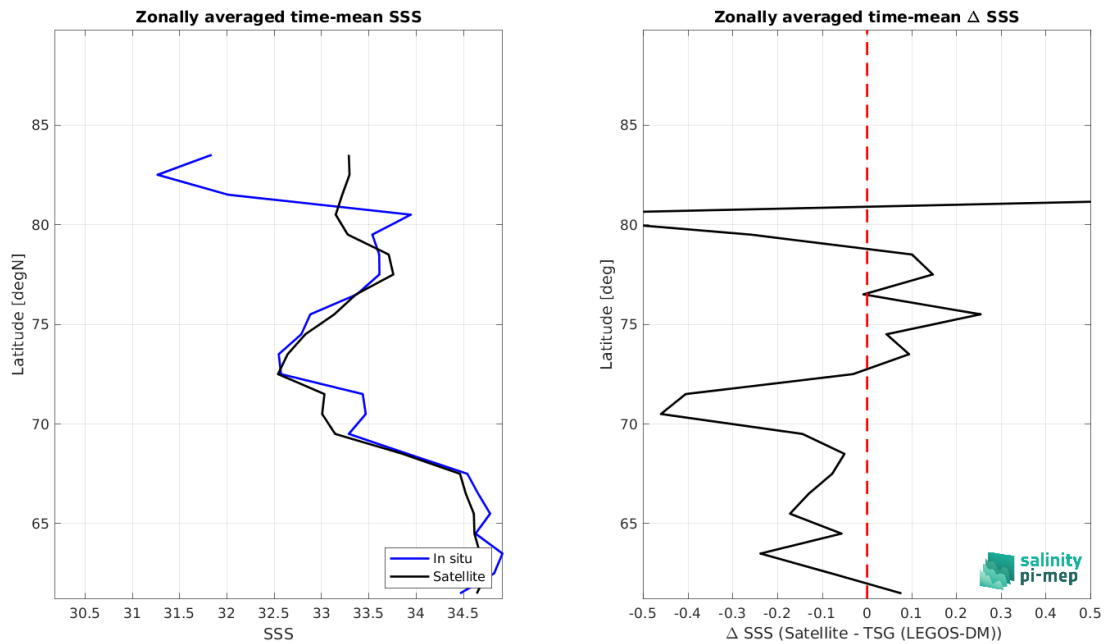 Zonally averaged time-mean SSS
Latitude [degN]
85
80
75
70
65
30.5 31 31.5 32 32.5 33 33.5 34 34.5
SSS
In situ
Satellite
Zonally averaged time-mean Δ SSS
Latitude [deg]
85
80
75
70
65
-0.5 -0.4 -0.3 -0.2 -0.1 0 0.1 0.2 0.3 0.4 0.5
Δ SSS (Satellite - TSG (LEGOS-DM))
salinity
pi-mep